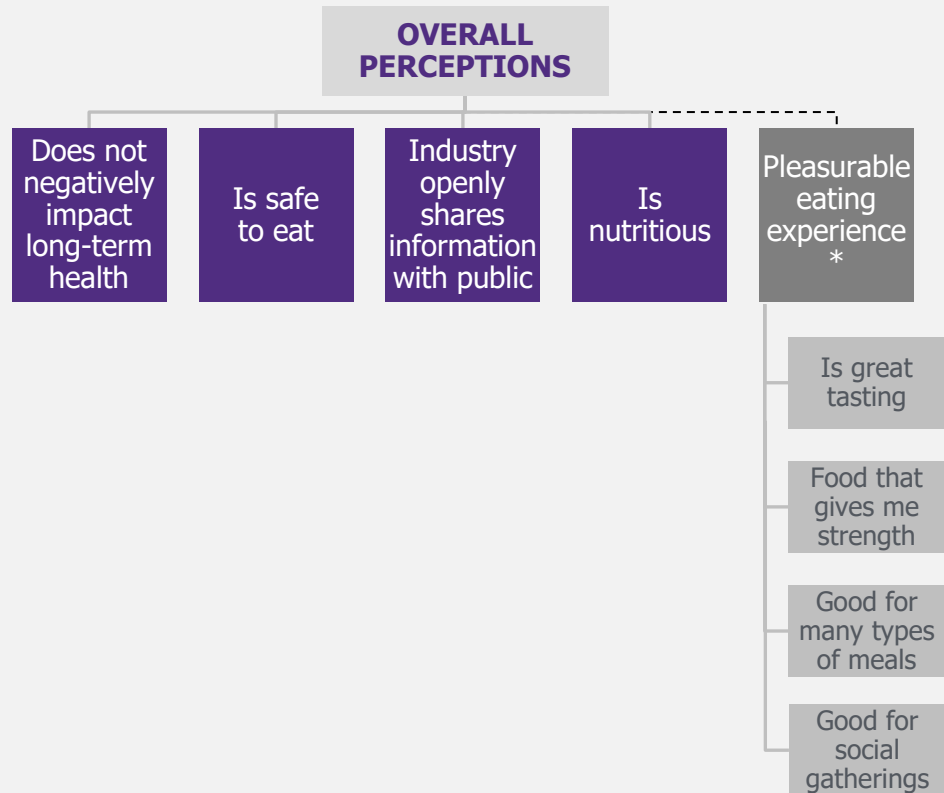 OVERALL
PERCEPTIONS
Does not
negatively
impact
long-term
health
Is safe
to eat
Industry
openly
shares
information
with public
Is
nutritious
Pleasurable
eating
experience
*
Is great
tasting
Food that
gives me
strength
Good for
many types
of meals
Good for
social
gatherings